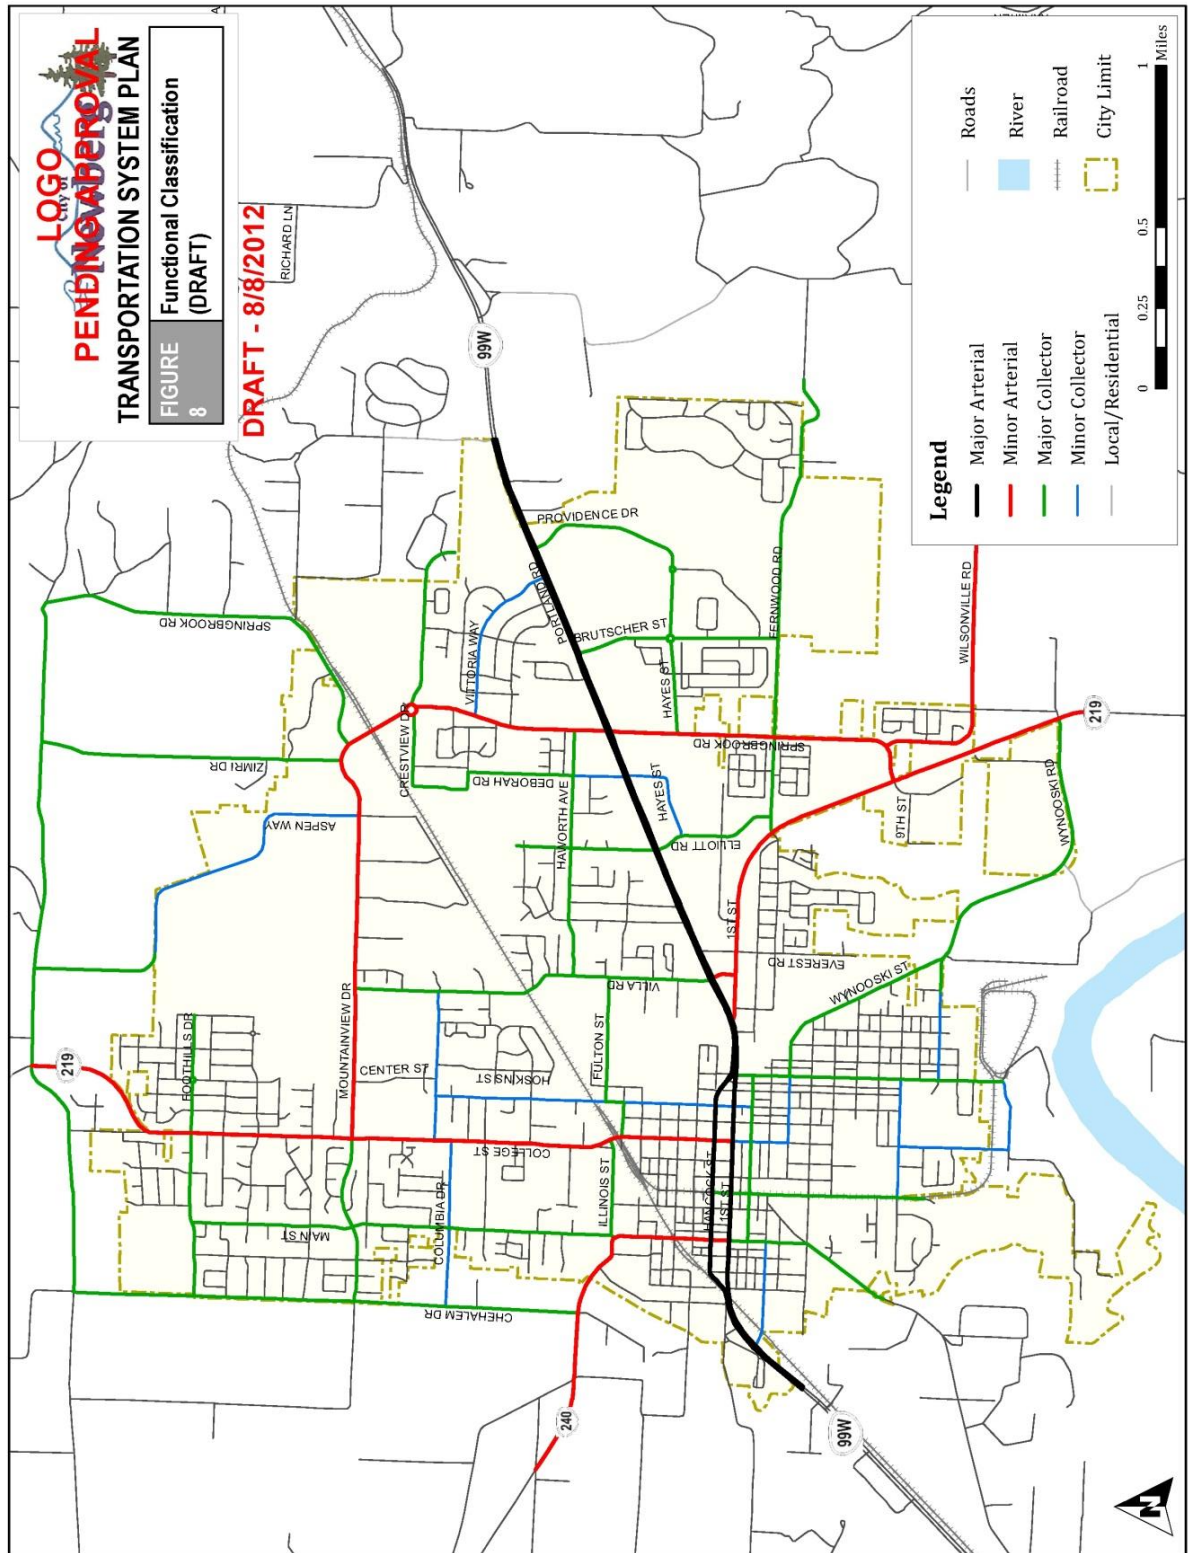 LOGO
PENDING APPROVAL
City of
Newberg
TRANSPORTATION SYSTEM PLAN
FIGURE
8
Functional Classification
(DRAFT)
DRAFT - 8/8/2012
RICHARD LN
99W
PROVIDENCE DR
SPRINGBROOK RD
PORTLAND RD
VITTORIA WAY
BRUTSCHER ST
FERNWOOD RD
HAYES ST
CRESTVIEW DR
SPRINGBROOK RD
WILSONVILLE RD
219
ZIMRI DR
DEBORAH RD
HAWORTH AVE
HAYES ST
ELLIOTT RD
9TH ST
WYNOOSKI RD
ASPEN WAY
1ST ST
EVEREST RD
VILLA RD
WYNOOSKI ST
MOUNTAINVIEW DR
FOOTHILLS DR
219
CENTER ST
HOSKINS ST
FULTON ST
COLLEGE ST
ILLINOIS ST
HANCOCK ST
1ST ST
MAIN ST
COLUMBIA DR
CHEHALEM DR
240
99W
N
Legend
Major Arterial
Minor Arterial
Major Collector
Minor Collector
Local/Residential
Roads
River
Railroad
City Limit
0 0.25 0.5 1
Miles